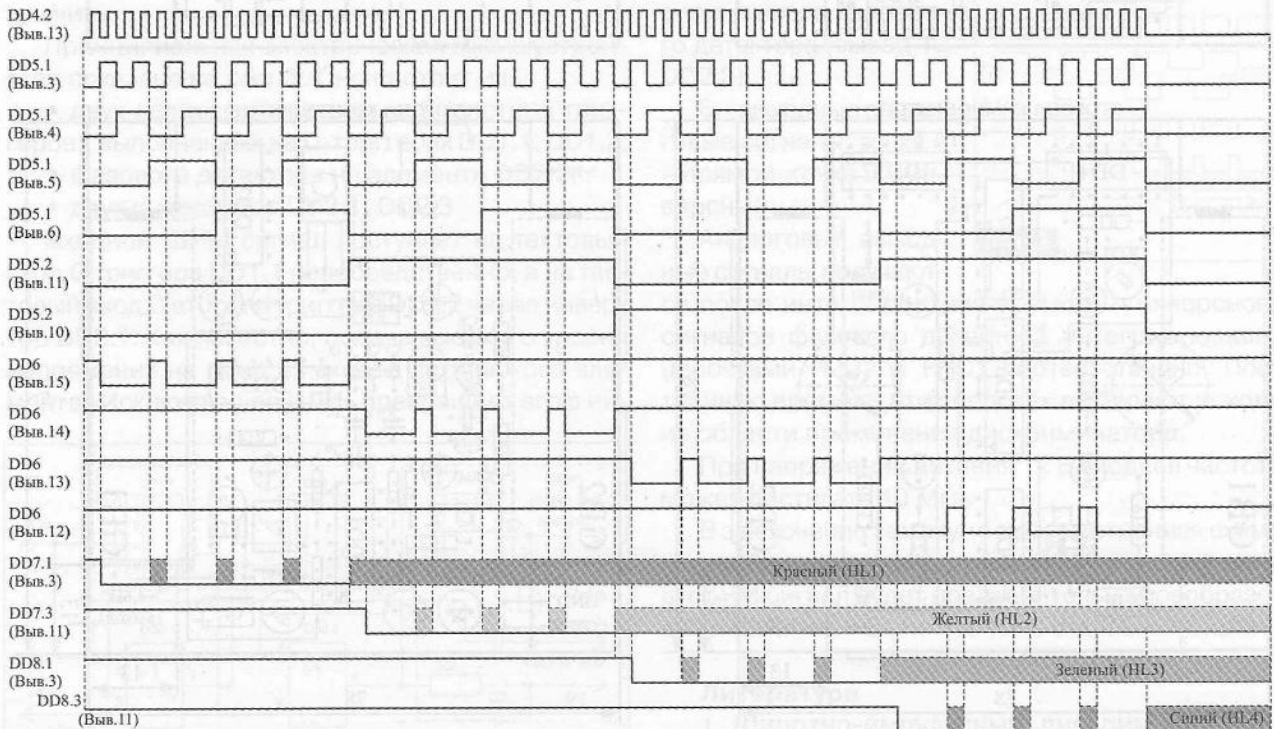 DD4.2
(Выв.13)
DD5.1
(Выв.3)
DD5.1
(Выв.4)
DD5.1
(Выв.5)
DD5.1
(Выв.6)
DD5.2
(Выв.11)
DD5.2
(Выв.10)
DD6
(Выв.15)
DD6
(Выв.14)
DD6
(Выв.13)
DD6
(Выв.12)
DD7.1
(Выв.3)
Красный (HL1)
DD7.3
(Выв.11)
Желтый (HL2)
DD8.1
(Выв.3)
Зеленый (HL3)
DD8.3
(Выв.11)
Синий (HL4)